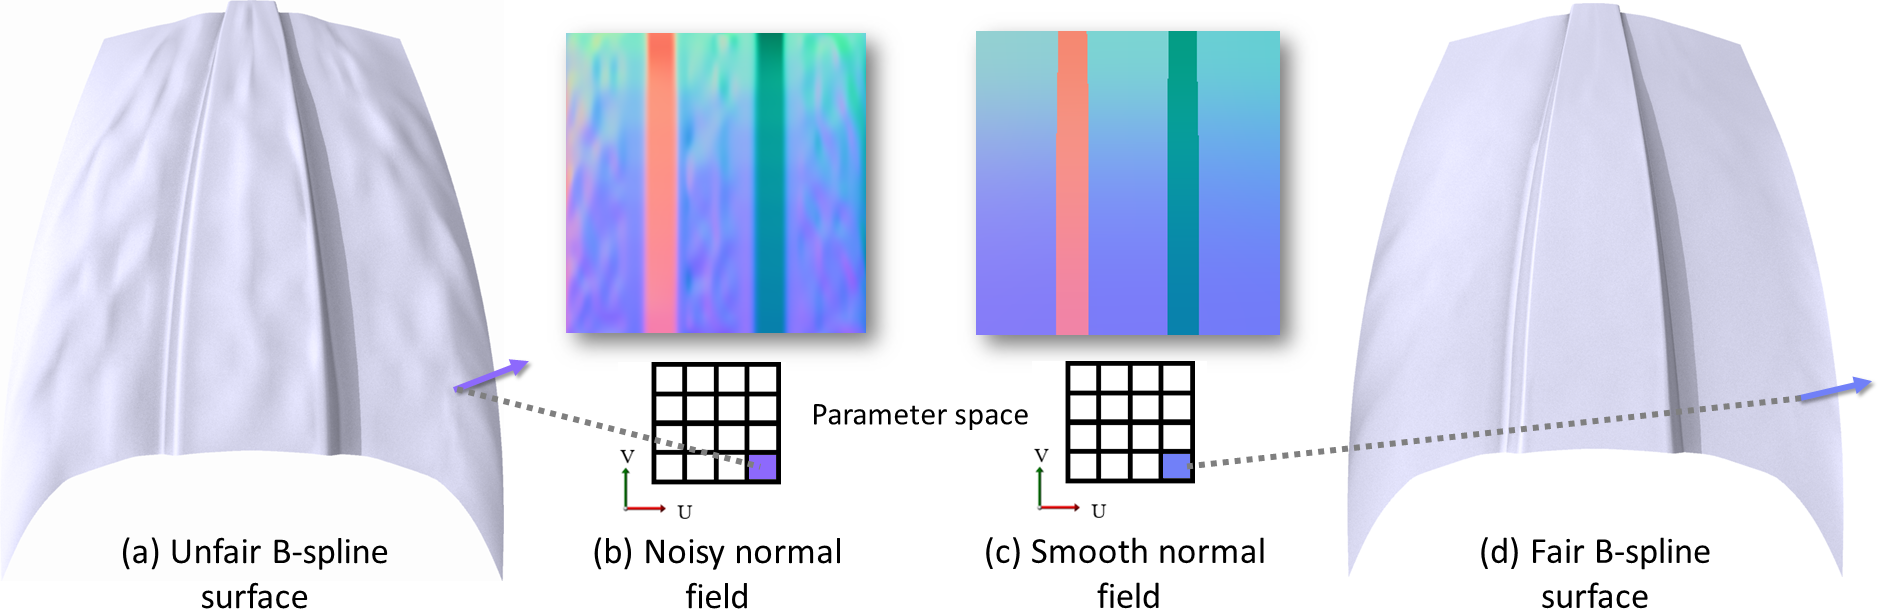 Parameter space
V
U
V
U
(a) Unfair B-spline
surface
(b) Noisy normal
field
(c) Smooth normal
field
(d) Fair B-spline
surface